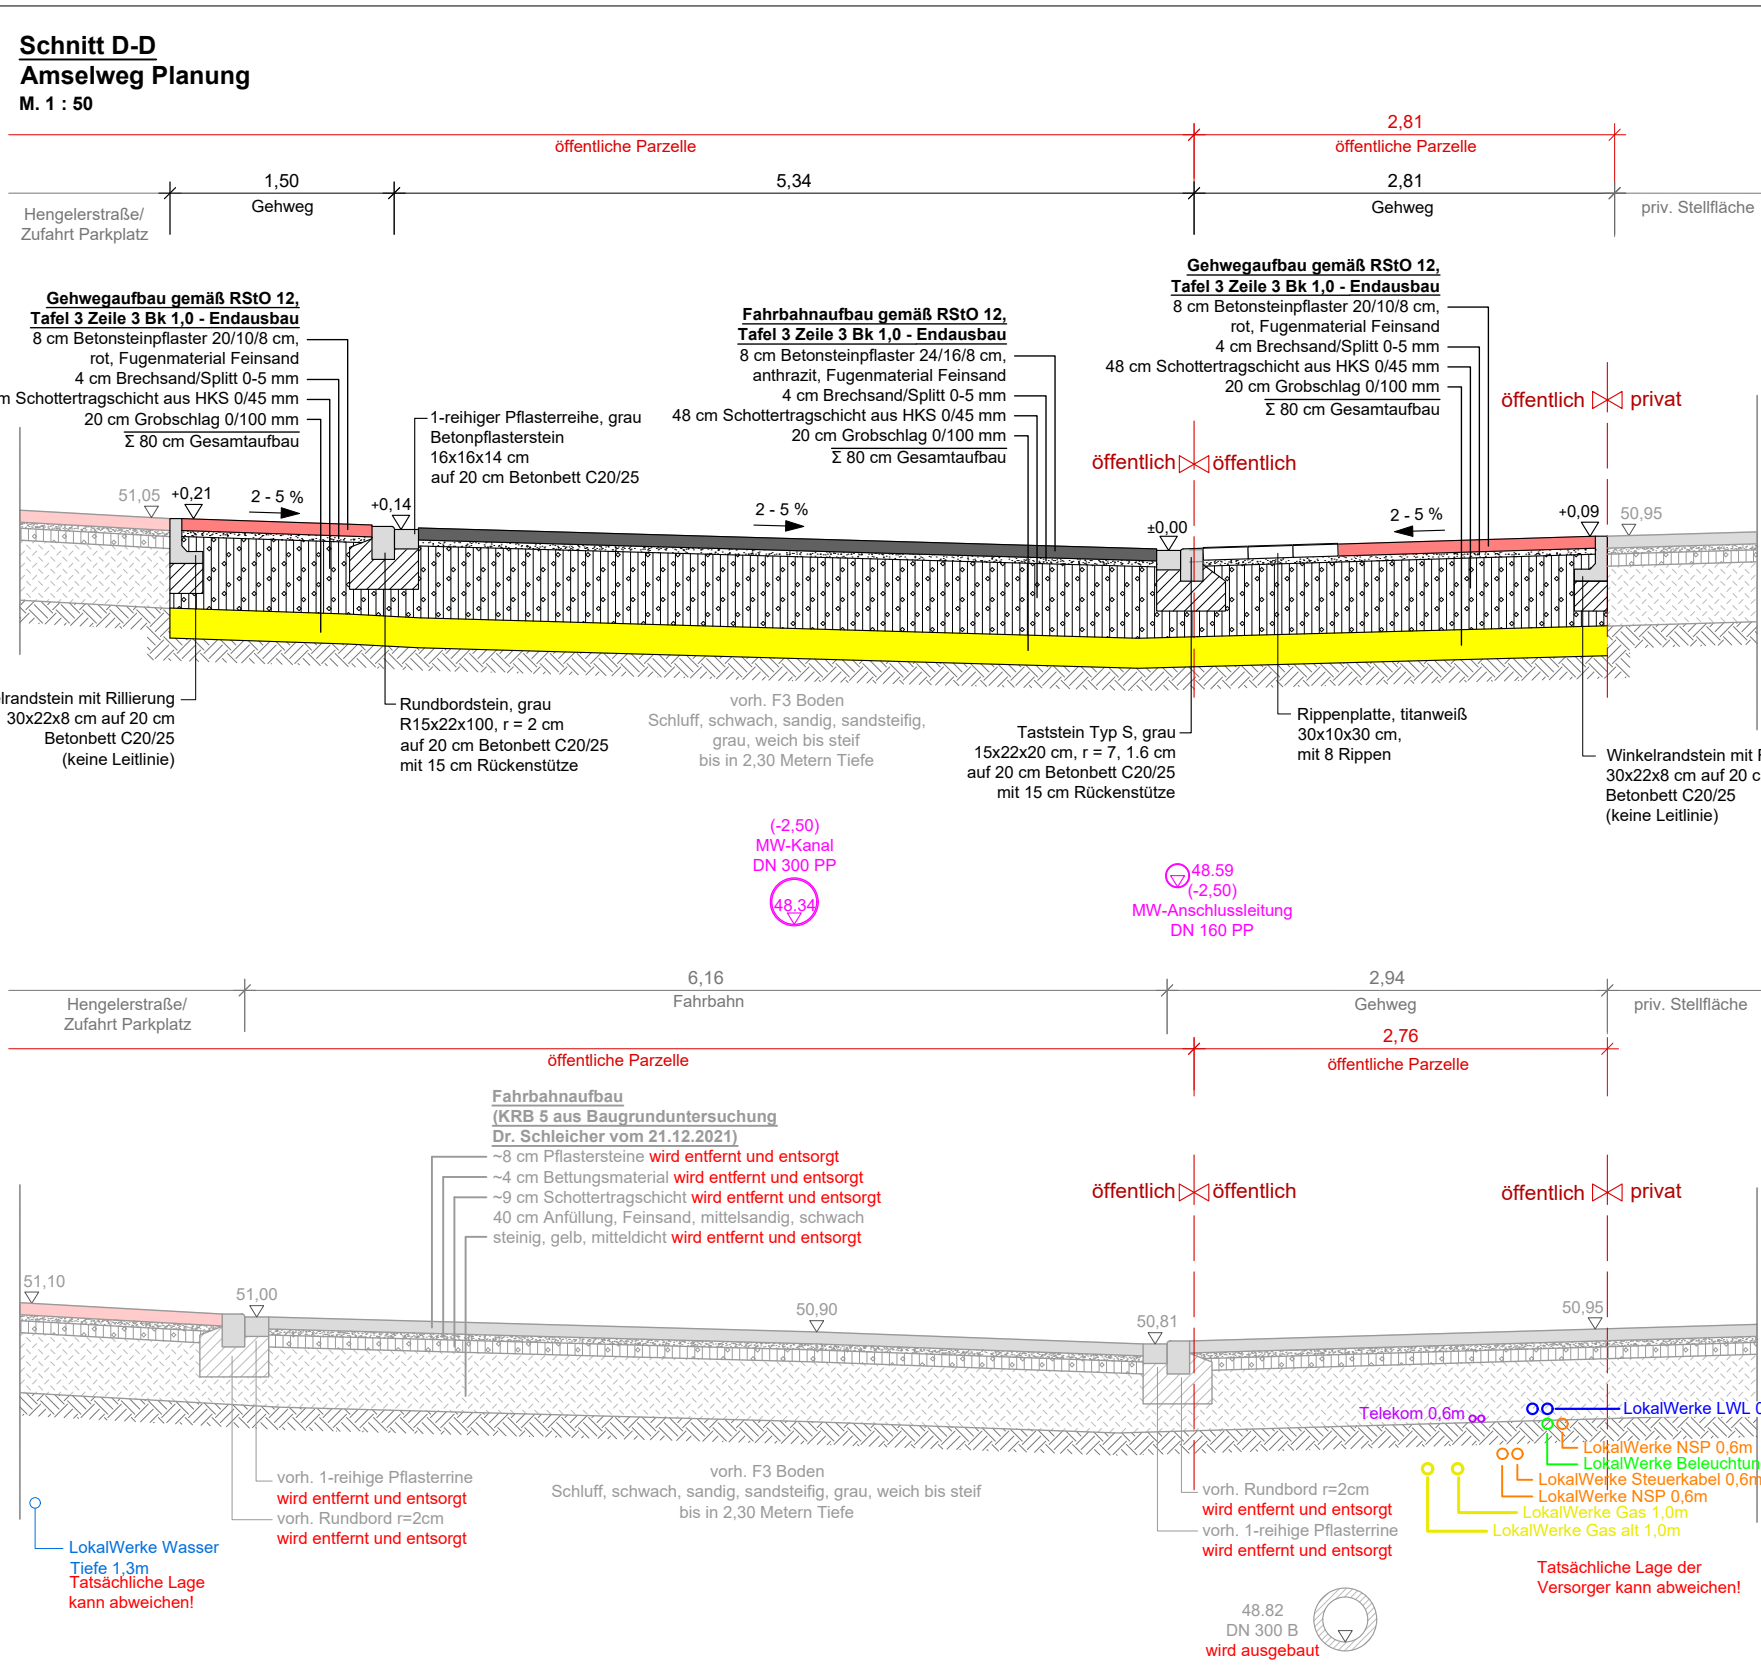 Schnitt D-D
Amselweg Planung
M. 1 : 50
2,81
öffentliche Parzelle
öffentliche Parzelle
1,50
5,34
2,81
Gehweg
Gehweg
Hengelerstraße/
Zufahrt Parkplatz
priv. Stellfläche
Gehwegaufbau gemäß RStO 12,
Tafel 3 Zeile 3 Bk 1,0 - Endausbau
8 cm Betonsteinpflaster 20/10/8 cm,
rot, Fugenmaterial Feinsand
4 cm Brechsand/Splitt 0-5 mm
m Schottertragschicht aus HKS 0/45 mm
20 cm Grobschlag 0/100 mm
Σ 80 cm Gesamtaufbau
1-reihiger Pflasterreihe, grau
Betonpflasterstein
16x16x14 cm
auf 20 cm Betonbett C20/25
Fahrbahnaufbau gemäß RStO 12,
Tafel 3 Zeile 3 Bk 1,0 - Endausbau
8 cm Betonsteinpflaster 24/16/8 cm,
anthrazit, Fugenmaterial Feinsand
4 cm Brechsand/Splitt 0-5 mm
48 cm Schottertragschicht aus HKS 0/45 mm
20 cm Grobschlag 0/100 mm
Σ 80 cm Gesamtaufbau
Gehwegaufbau gemäß RStO 12,
Tafel 3 Zeile 3 Bk 1,0 - Endausbau
8 cm Betonsteinpflaster 20/10/8 cm,
rot, Fugenmaterial Feinsand
4 cm Brechsand/Splitt 0-5 mm
48 cm Schottertragschicht aus HKS 0/45 mm
20 cm Grobschlag 0/100 mm
Σ 80 cm Gesamtaufbau
öffentlich privat
öffentlich öffentlich
51,05
+0,21
2 - 5 %
+0,14
2 - 5 %
±0,00
2 - 5 %
+0,09
50,95
elrandstein mit Rillierung
30x22x8 cm auf 20 cm
Betonbett C20/25
(keine Leitlinie)
Rundbordstein, grau
R15x22x100, r = 2 cm
auf 20 cm Betonbett C20/25
mit 15 cm Rückenstütze
vorh. F3 Boden
Schluff, schwach, sandig, sandsteifig,
grau, weich bis steif
bis in 2,30 Metern Tiefe
Taststein Typ S, grau
15x22x20 cm, r = 7, 1.6 cm
auf 20 cm Betonbett C20/25
mit 15 cm Rückenstütze
Rippenplatte, titanweiß
30x10x30 cm,
mit 8 Rippen
Winkelrandstein mit R
30x22x8 cm auf 20 c
Betonbett C20/25
(keine Leitlinie)
(-2,50)
MW-Kanal
DN 300 PP
48.34
48.59
(-2,50)
MW-Anschlussleitung
DN 160 PP
6,16
2,94
Hengelerstraße/
Zufahrt Parkplatz
Fahrbahn
Gehweg
priv. Stellfläche
2,76
öffentliche Parzelle
öffentliche Parzelle
Fahrbahnaufbau
(KRB 5 aus Baugrunduntersuchung
Dr. Schleicher vom 21.12.2021)
~8 cm Pflastersteine wird entfernt und entsorgt
~4 cm Bettungsmaterial wird entfernt und entsorgt
~9 cm Schottertragschicht wird entfernt und entsorgt
40 cm Anfüllung, Feinsand, mittelsandig, schwach
steinig, gelb, mitteldicht wird entfernt und entsorgt
öffentlich öffentlich
öffentlich privat
51,10
51,00
50,90
50,81
50,95
Telekom 0,6m
LokalWerke LWL 0
LokalWerke NSP 0,6m
LokalWerke Beleuchtun
LokalWerke Steuerkabel 0,6m
LokalWerke NSP 0,6m
LokalWerke Gas 1,0m
LokalWerke Gas alt 1,0m
vorh. 1-reihige Pflasterrine
wird entfernt und entsorgt
vorh. Rundbord r=2cm
wird entfernt und entsorgt
vorh. F3 Boden
Schluff, schwach, sandig, sandsteifig, grau, weich bis steif
bis in 2,30 Metern Tiefe
vorh. Rundbord r=2cm
wird entfernt und entsorgt
vorh. 1-reihige Pflasterrine
wird entfernt und entsorgt
LokalWerke Wasser
Tiefe 1,3m
Tatsächliche Lage
kann abweichen!
Tatsächliche Lage der
Versorger kann abweichen!
48.82
DN 300 B
wird ausgebaut